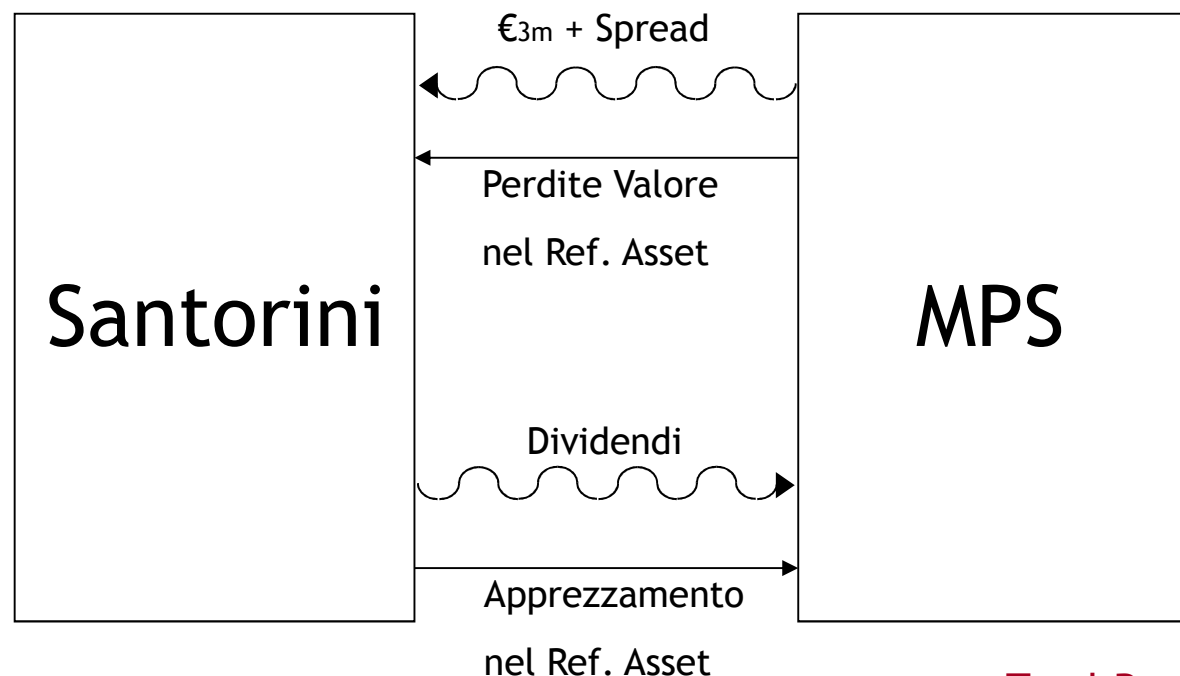 €3m + Spread
Perdite Valore
nel Ref. Asset
Santorini
MPS
Dividendi
Apprezzamento
nel Ref. Asset